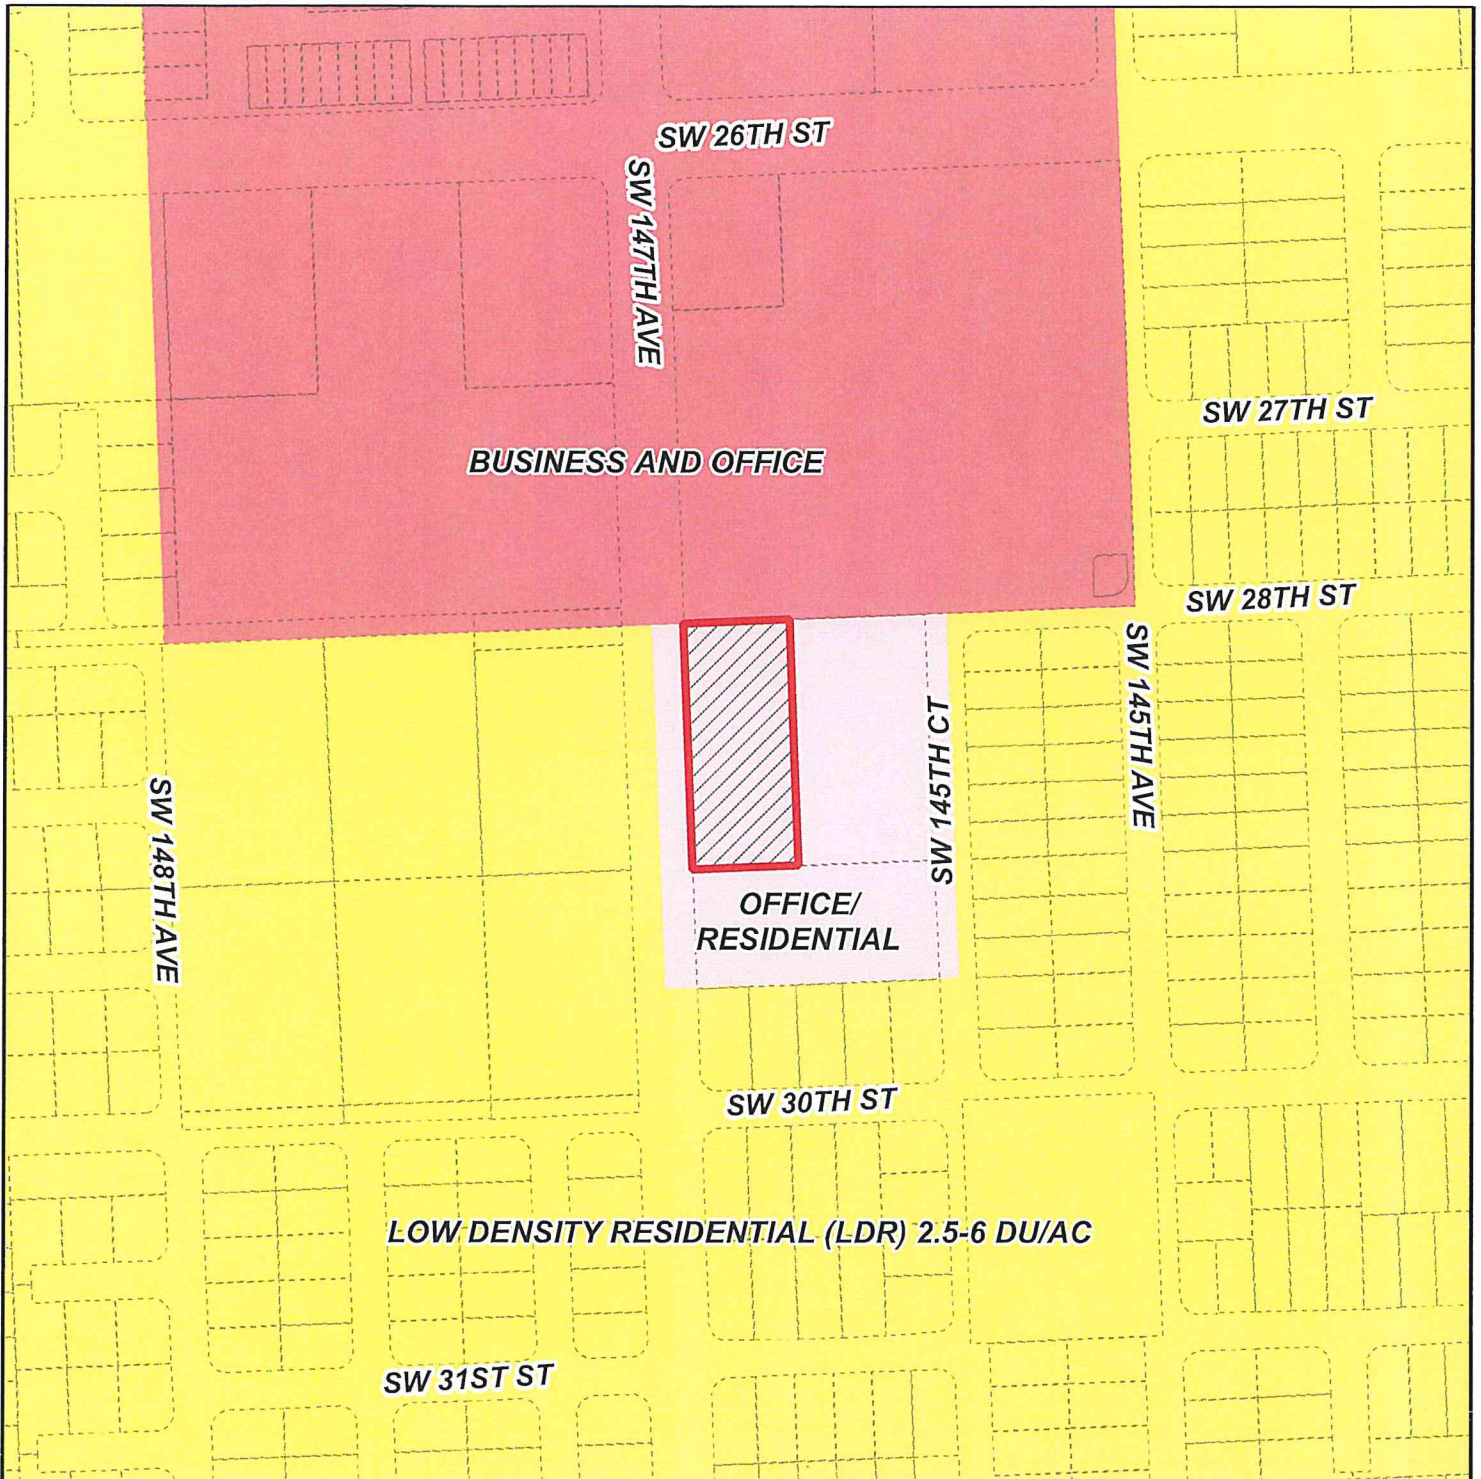 SW 26TH ST
SW 147TH AVE
SW 27TH ST
BUSINESS AND OFFICE
SW 28TH ST
SW 145TH AVE
SW 145TH CT
SW 148TH AVE
OFFICE/
RESIDENTIAL
SW 30TH ST
LOW DENSITY RESIDENTIAL (LDR) 2.5-6 DU/AC
SW 31ST ST